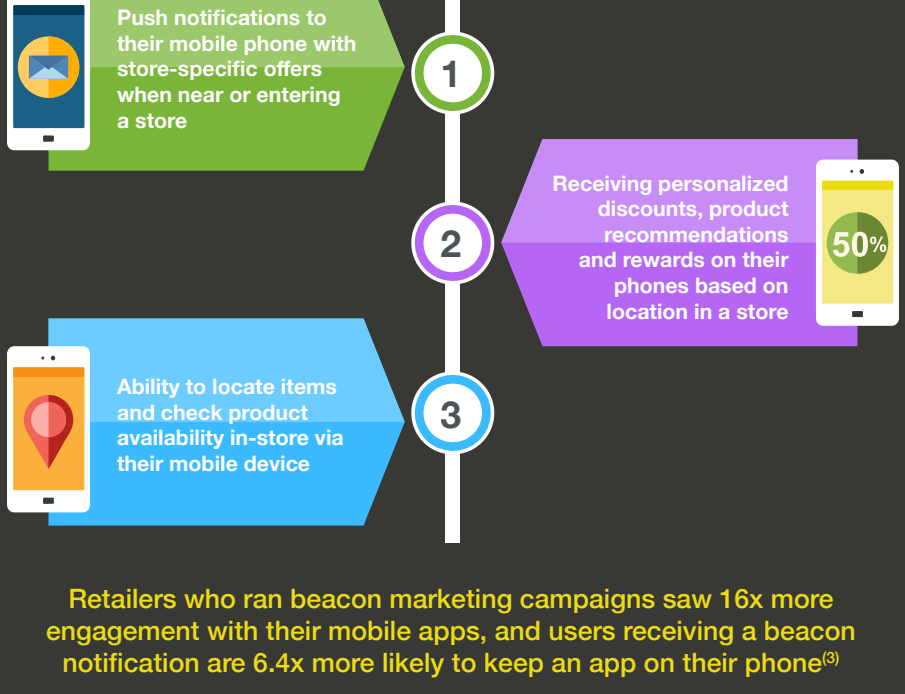 Push notifications to
their mobile phone with
store-specific offers
when near or entering
a store
1
Receiving personalized
discounts, product
recommendations
and rewards on their
phones based on
location in a store
50%
2
Ability to locate items
and check product
availability in-store via
their mobile device
3
Retailers who ran beacon marketing campaigns saw 16x more
engagement with their mobile apps, and users receiving a beacon
notification are 6.4x more likely to keep an app on their phone(3)